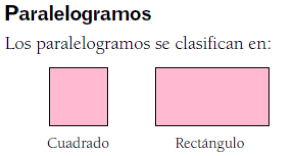 Paralelogramos
Los paralelogramos se clasifican en:
Cuadrado Rectángulo